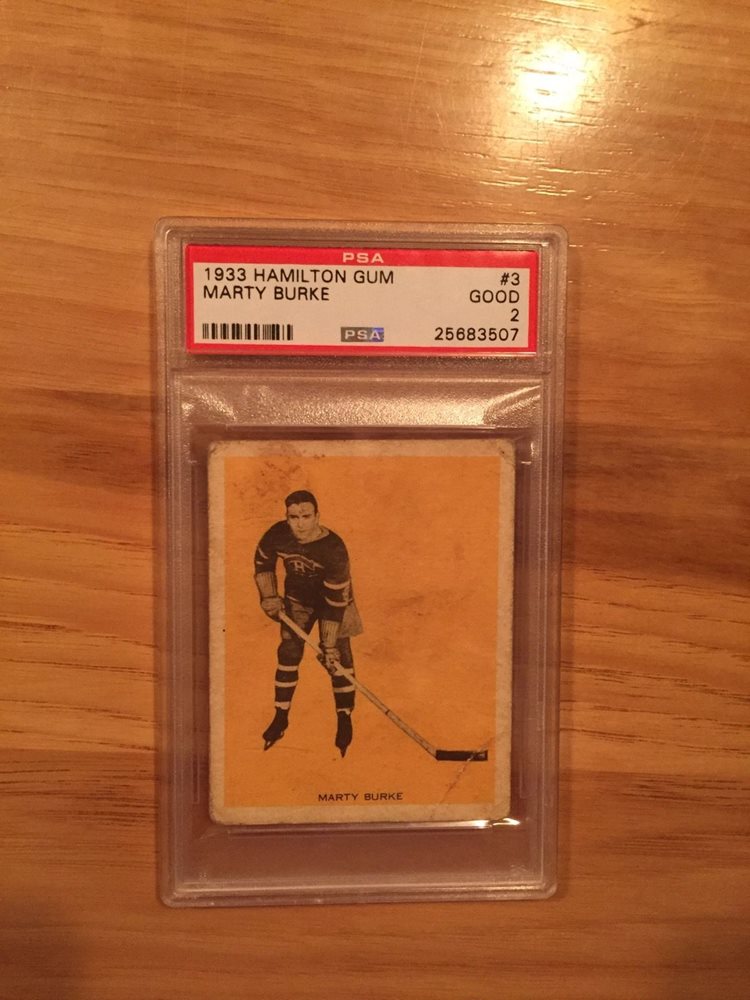 PSA
1933 HAMILTON GUM #3
MARTY BURKE GOOD
2
PSA 25683507
MARTY BURKE